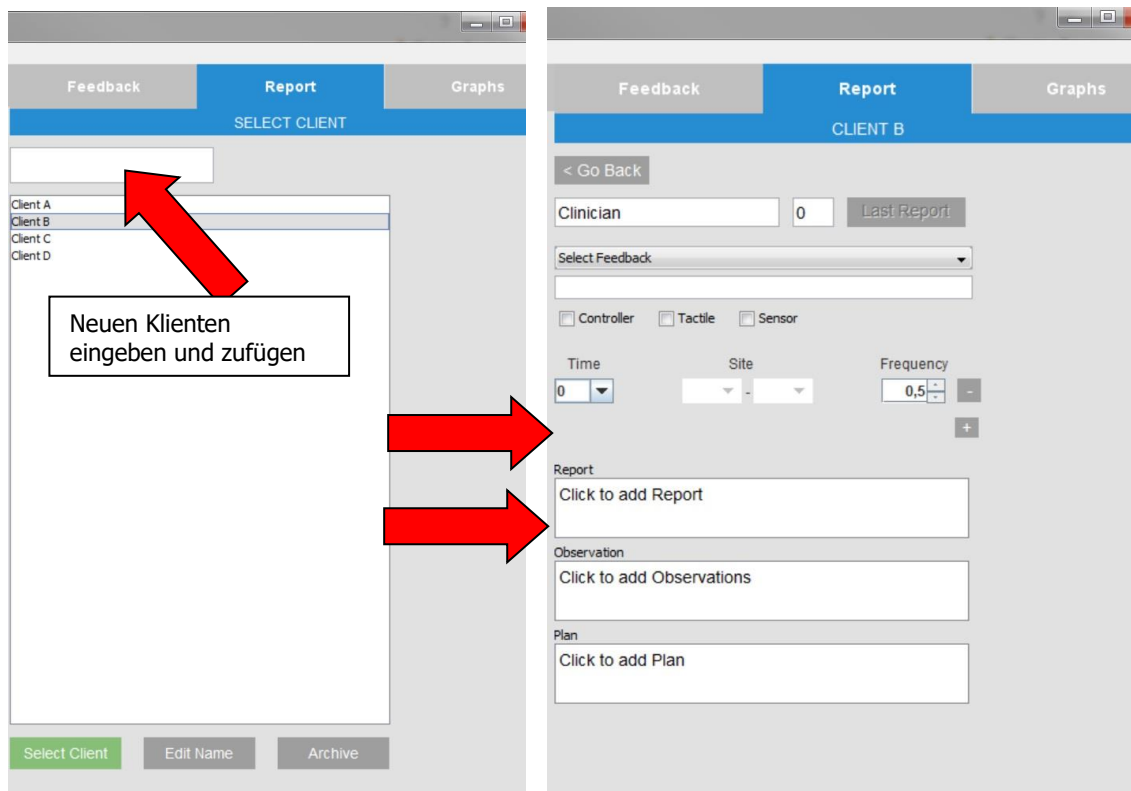 Feedback Report Graphs
SELECT CLIENT
Client A
Client B
Client C
Client D
Neuen Klienten
eingeben und zufügen
Select Client Edit Name Archive
Feedback Report Graphs
CLIENT B
< Go Back
Clinician 0 Last Report
Select Feedback
Controller Tactile Sensor
Time Site Frequency
0 - 0,5 -
+
Report
Click to add Report
Observation
Click to add Observations
Plan
Click to add Plan